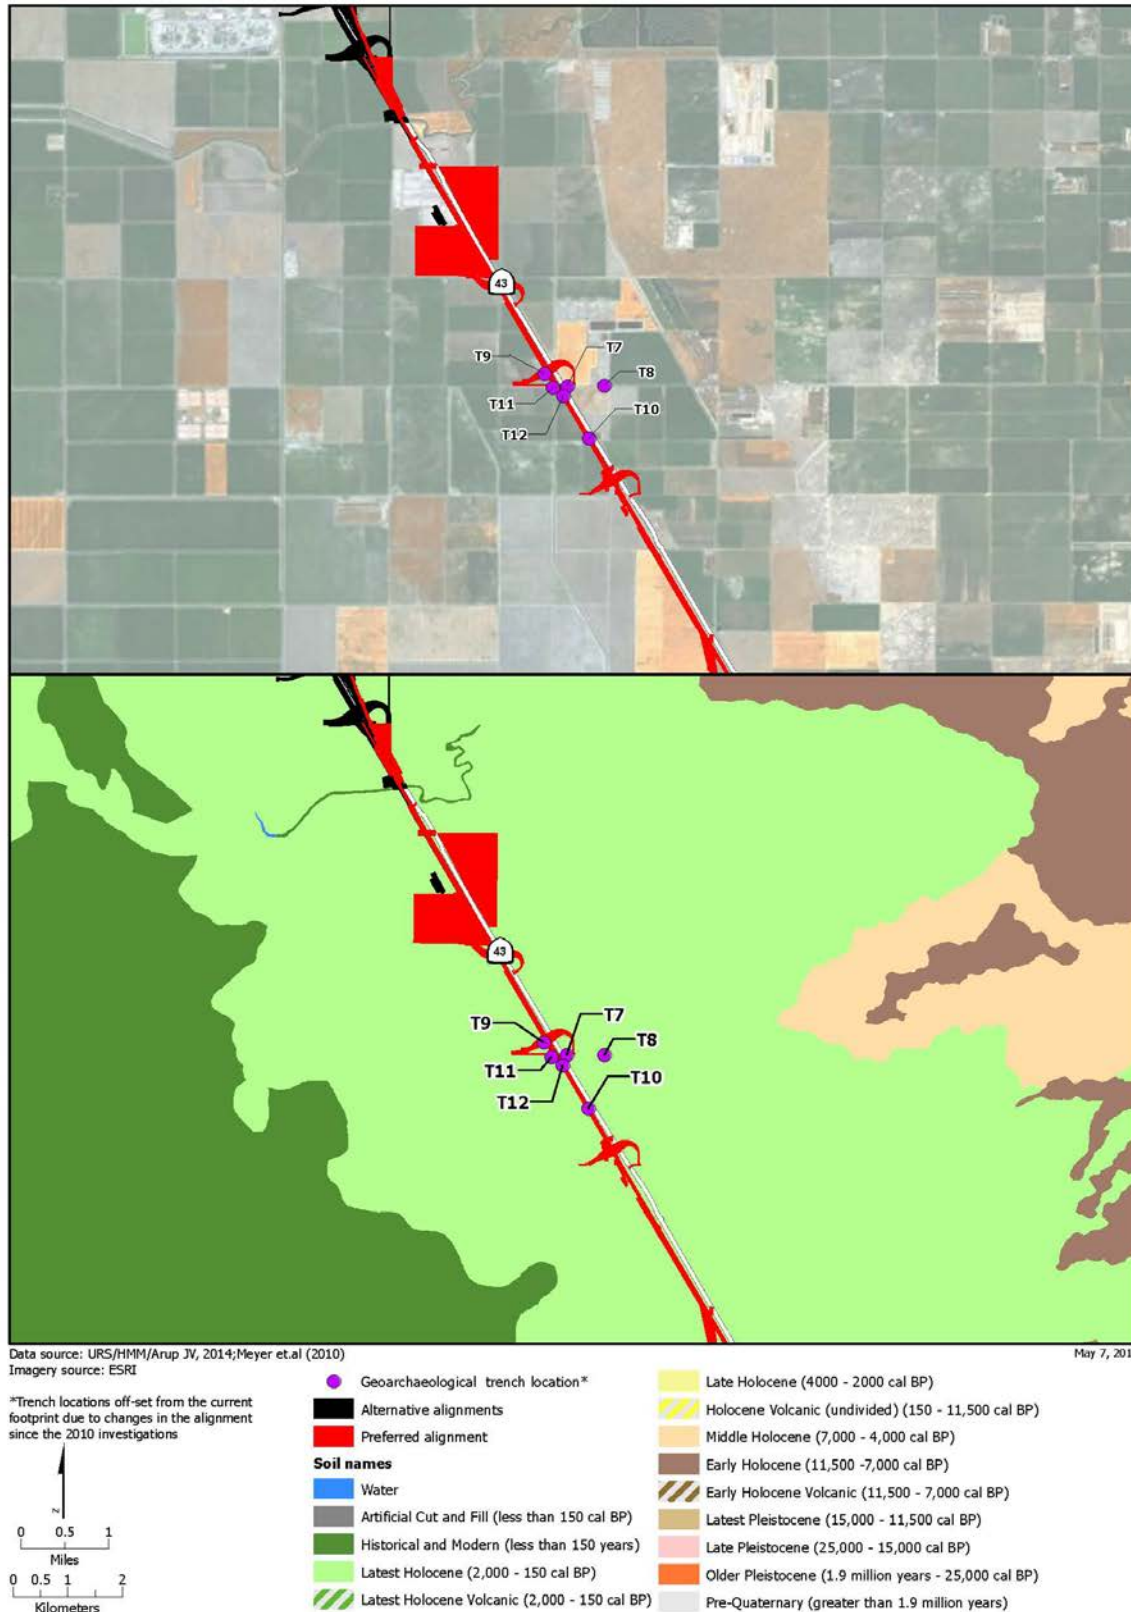 43
T9
T7
T8
T11
T12
T10
43
T9
T7
T8
T11
T12
T10
Data source: URS/HMM/Arup JV, 2014;Meyer et.al (2010)
May 7, 201
Imagery source: ESRI
*Trench locations off-set from the current
footprint due to changes in the alignment
since the 2010 investigations
N
0 0.5 1
Miles
0 0.5 1 2
Kilometers
Geoarchaeological trench location*
Alternative alignments
Preferred alignment
Soil names
Water
Artificial Cut and Fill (less than 150 cal BP)
Historical and Modern (less than 150 years)
Latest Holocene (2,000 - 150 cal BP)
Latest Holocene Volcanic (2,000 - 150 cal BP)
Late Holocene (4000 - 2000 cal BP)
Holocene Volcanic (undivided) (150 - 11,500 cal BP)
Middle Holocene (7,000 - 4,000 cal BP)
Early Holocene (11,500 -7,000 cal BP)
Early Holocene Volcanic (11,500 - 7,000 cal BP)
Latest Pleistocene (15,000 - 11,500 cal BP)
Late Pleistocene (25,000 - 15,000 cal BP)
Older Pleistocene (1.9 million years - 25,000 cal BP)
Pre-Quaternary (greater than 1.9 million years)